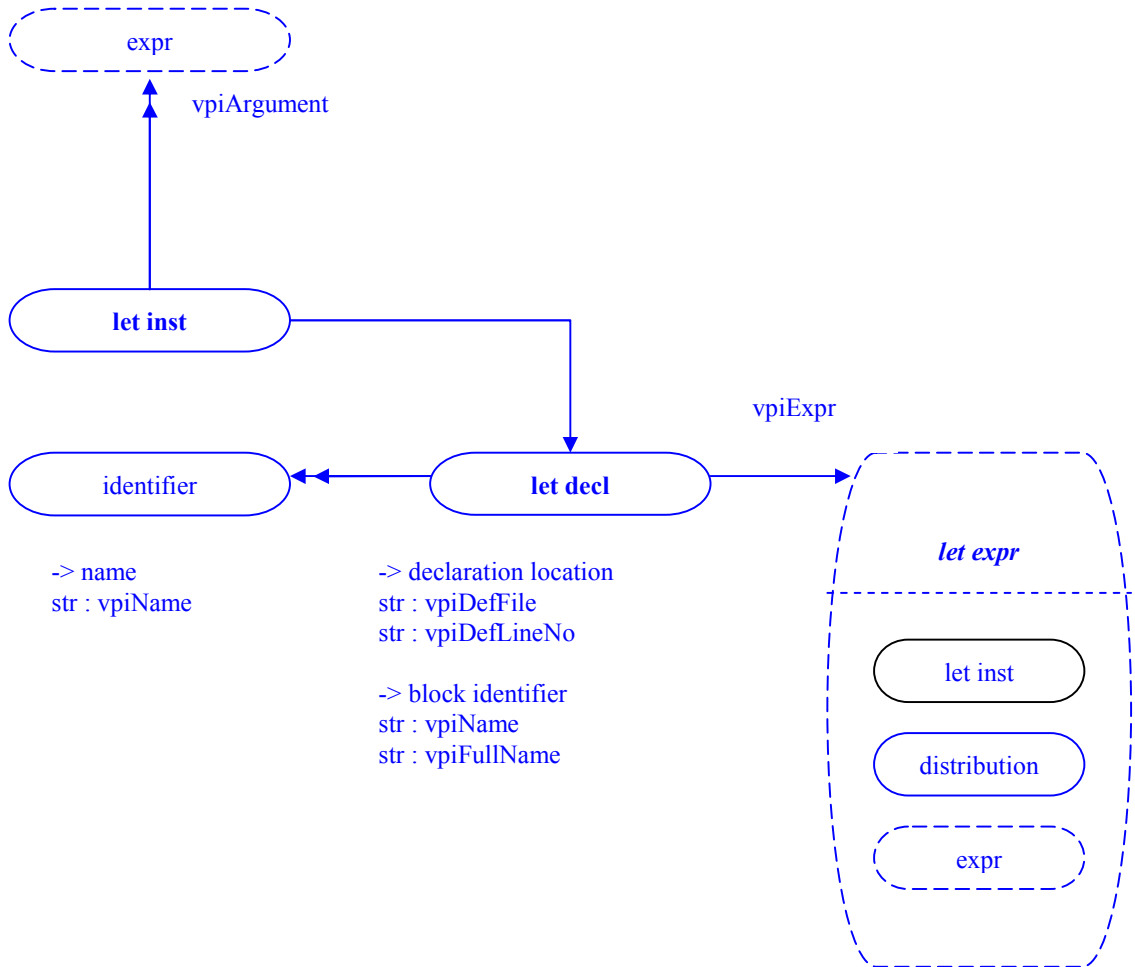 expr
vpiArgument
let inst
vpiExpr
identifier
let decl
let expr
-> name
str : vpiName
-> declaration location
str : vpiDefFile
str : vpiDefLineNo
-> block identifier
str : vpiName
str : vpiFullName
let inst
distribution
expr